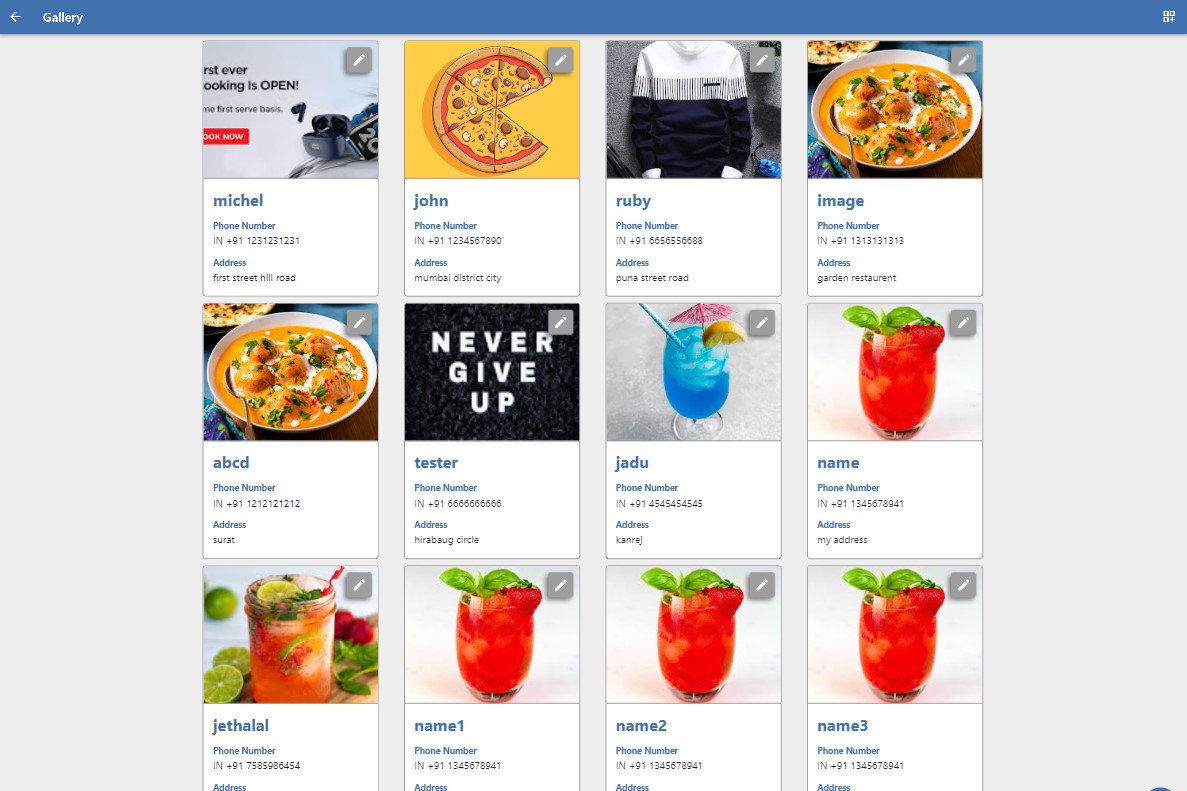 Gallery
rst ever
ooking Is OPEN!
me first serve basis.
OOK NOW
michel
Phone Number
IN +91 1231231231
Address
first street hill road
john
Phone Number
IN +91 1234567890
Address
mumbai district city
ruby
Phone Number
IN +91 6656556688
Address
puna street road
image
Phone Number
IN +91 1313131313
Address
garden restaurent
abcd
Phone Number
IN +91 1212121212
Address
surat
NEVER
GIVE
UP
tester
Phone Number
IN +91 6666666666
Address
hirabaug circle
jadu
Phone Number
IN +91 4545454545
Address
kanrej
name
Phone Number
IN +91 1345678941
Address
my address
jethalal
Phone Number
IN +91 7585986454
Address
name1
Phone Number
IN +91 1345678941
Address
name2
Phone Number
IN +91 1345678941
Address
name3
Phone Number
IN +91 1345678941
Address